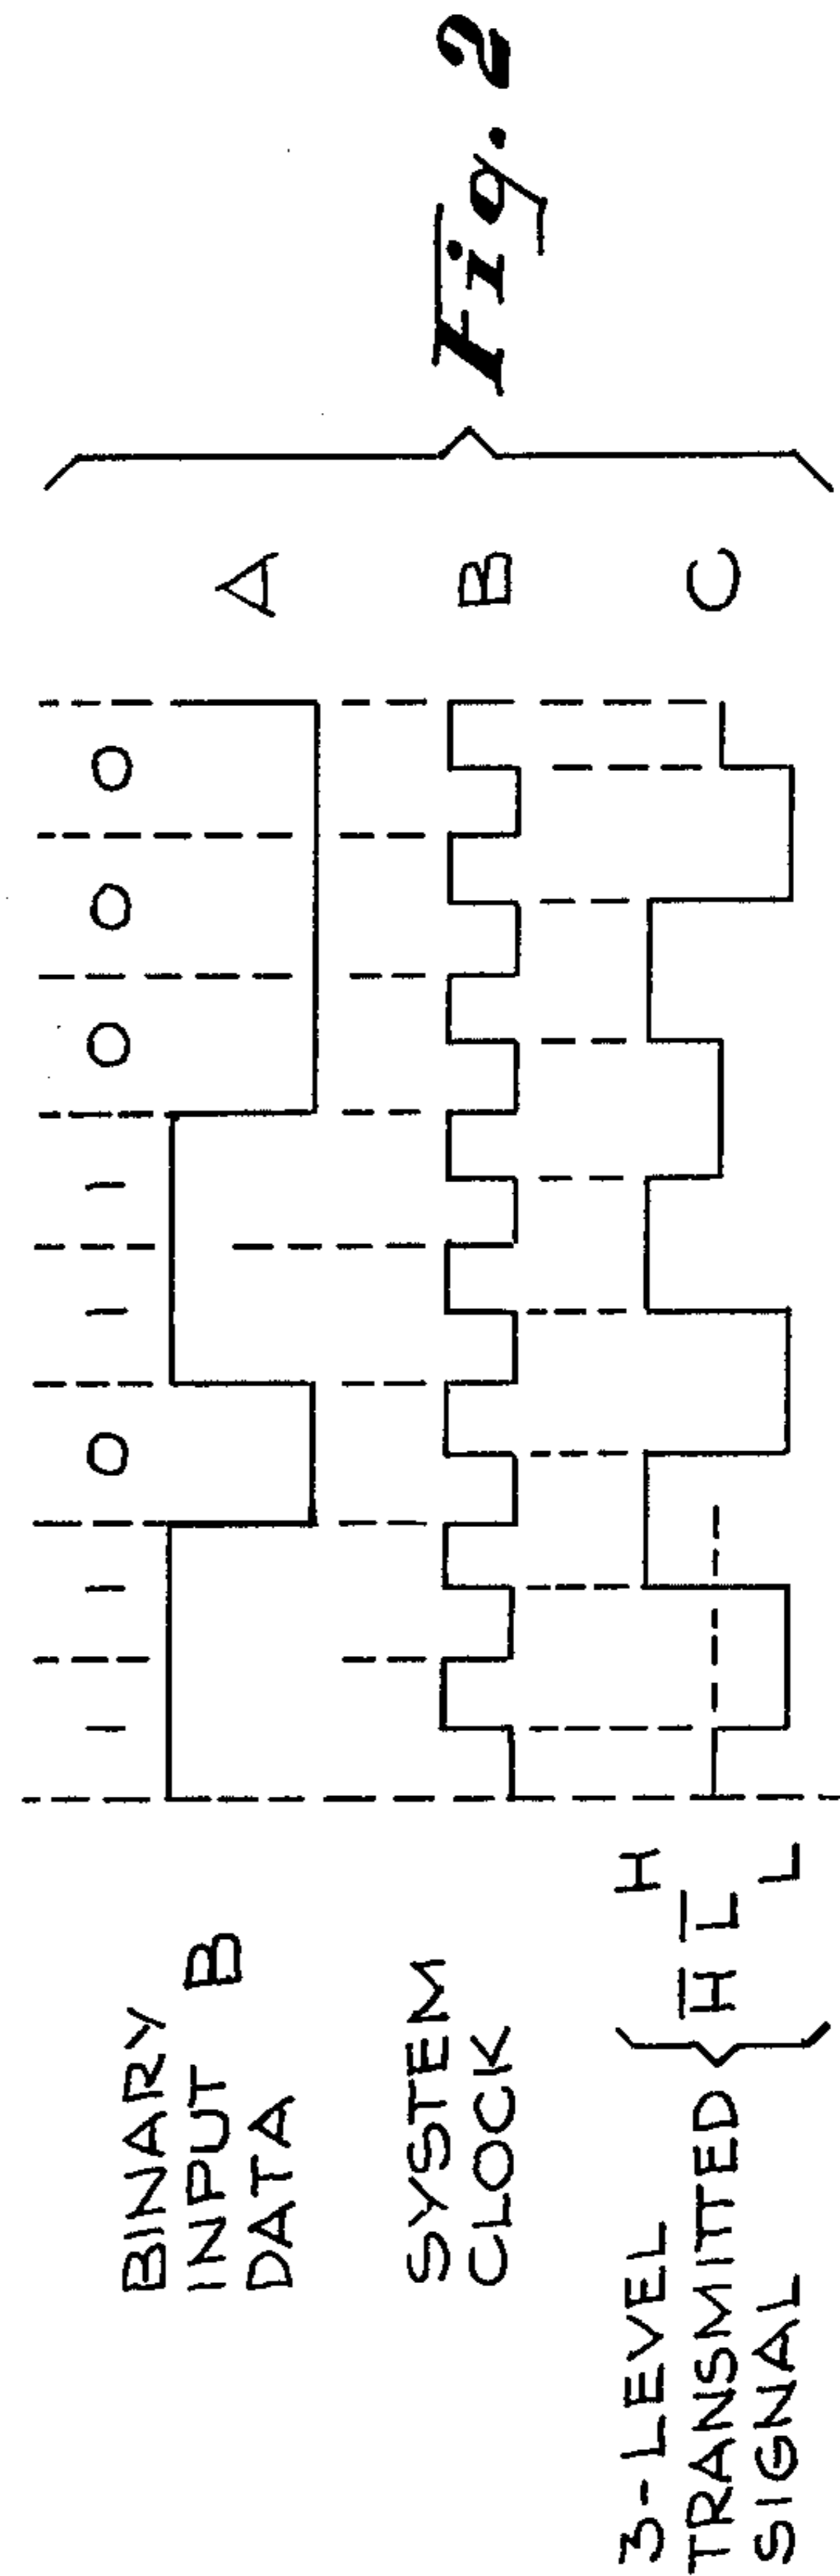 BINARY
INPUT B
DATA
1 1 0 1 1 0 0 0
A
SYSTEM
CLOCK
B
3-LEVEL
TRANSMITTED
SIGNAL
H
H̅ L̅
L
C
Fig. 2